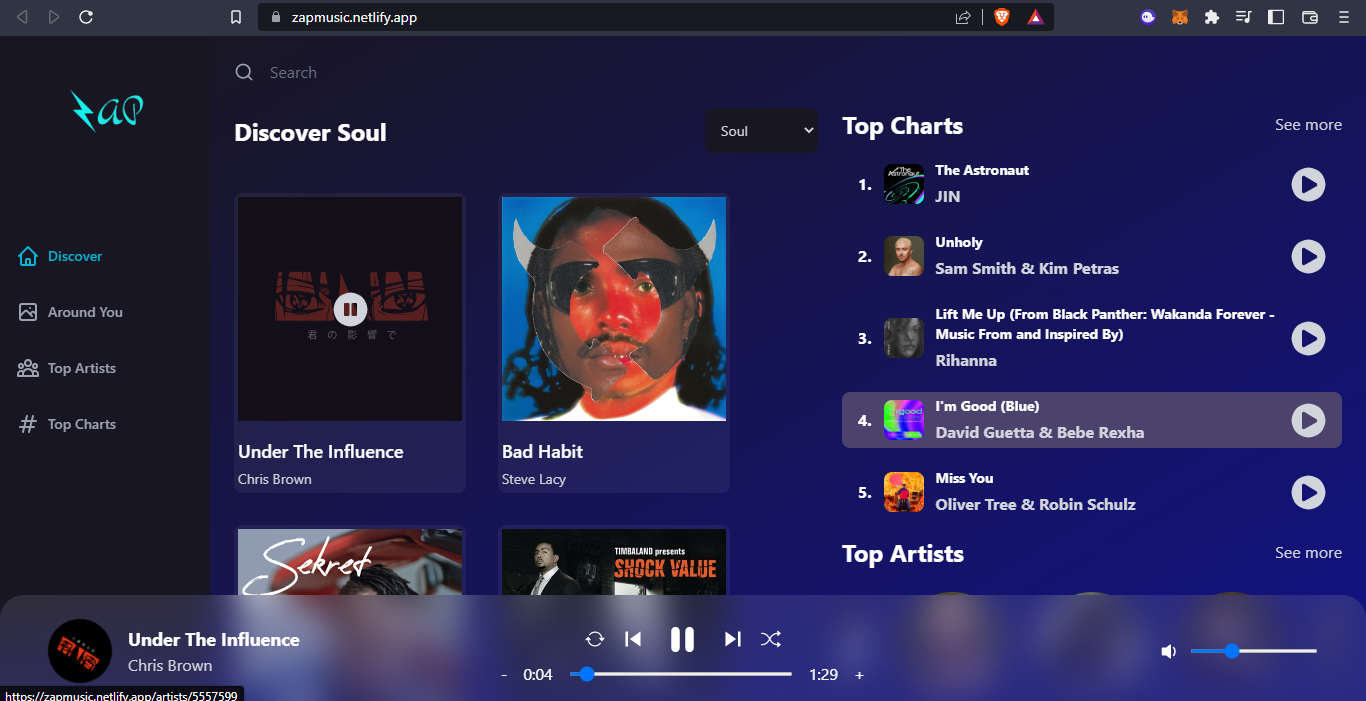 zapmusic.netlify.app
Zap
Search
Discover Soul
Soul
Top Charts
See more
Discover
Around You
Top Artists
Top Charts
君の影響で
Under The Influence
Chris Brown
Bad Habit
Steve Lacy
Sekret
TIMBALAND presents
SHOCK VALUE
1.
The Astronaut
The Astronaut
JIN
2.
Unholy
Sam Smith & Kim Petras
3.
Lift Me Up (From Black Panther: Wakanda Forever -
Music From and Inspired By)
Rihanna
4.
i'm good
I'm Good (Blue)
David Guetta & Bebe Rexha
5.
Miss You
Oliver Tree & Robin Schulz
Top Artists
See more
Under The Influence
Chris Brown
- 0:04 1:29 +
https://zapmusic.netlify.app/artists/5557599